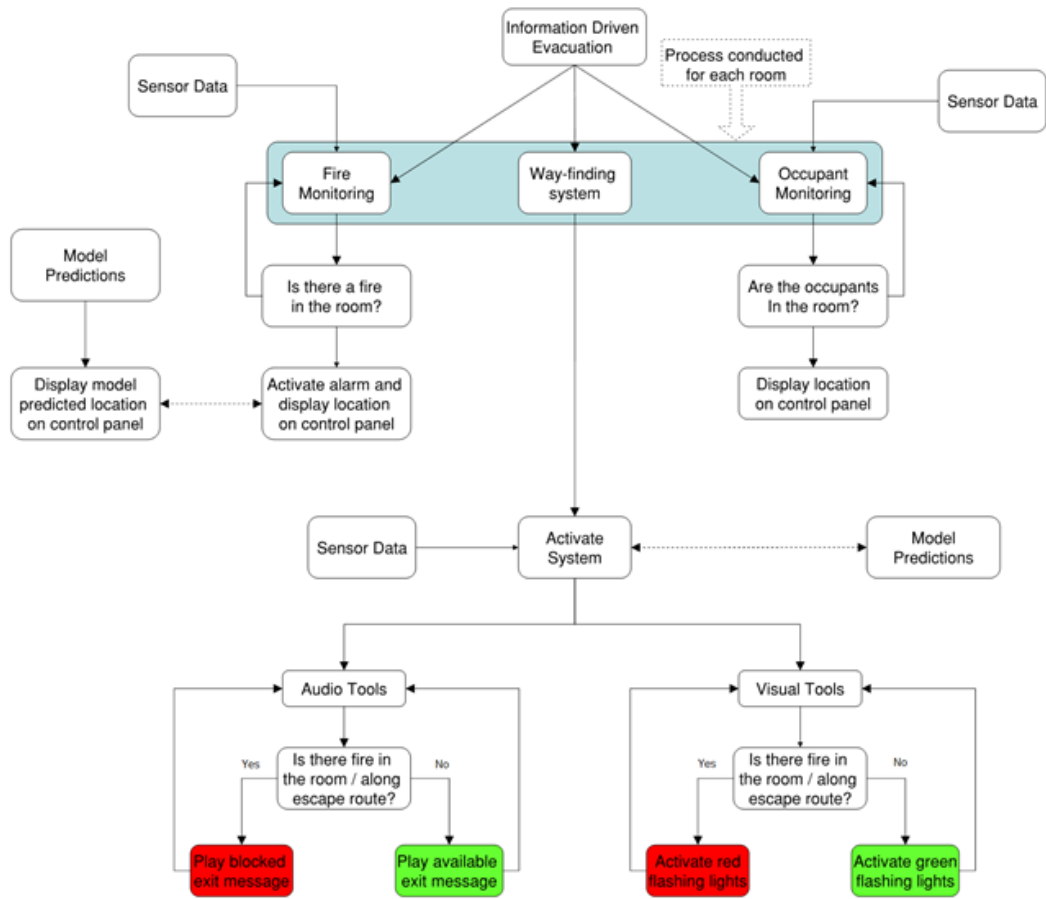 Information Driven
Evacuation
Process conducted
for each room
Sensor Data
Sensor Data
Fire
Monitoring
Way-finding
system
Occupant
Monitoring
Model
Predictions
Is there a fire
in the room?
Are the occupants
In the room?
Display model
predicted location
on control panel
Activate alarm and
display location
on control panel
Display location
on control panel
Sensor Data
Activate
System
Model
Predictions
Audio Tools
Visual Tools
Yes
Is there fire in
the room / along
escape route?
No
Yes
Is there fire in
the room / along
escape route?
No
Play blocked
exit message
Play available
exit message
Activate red
flashing lights
Activate green
flashing lights